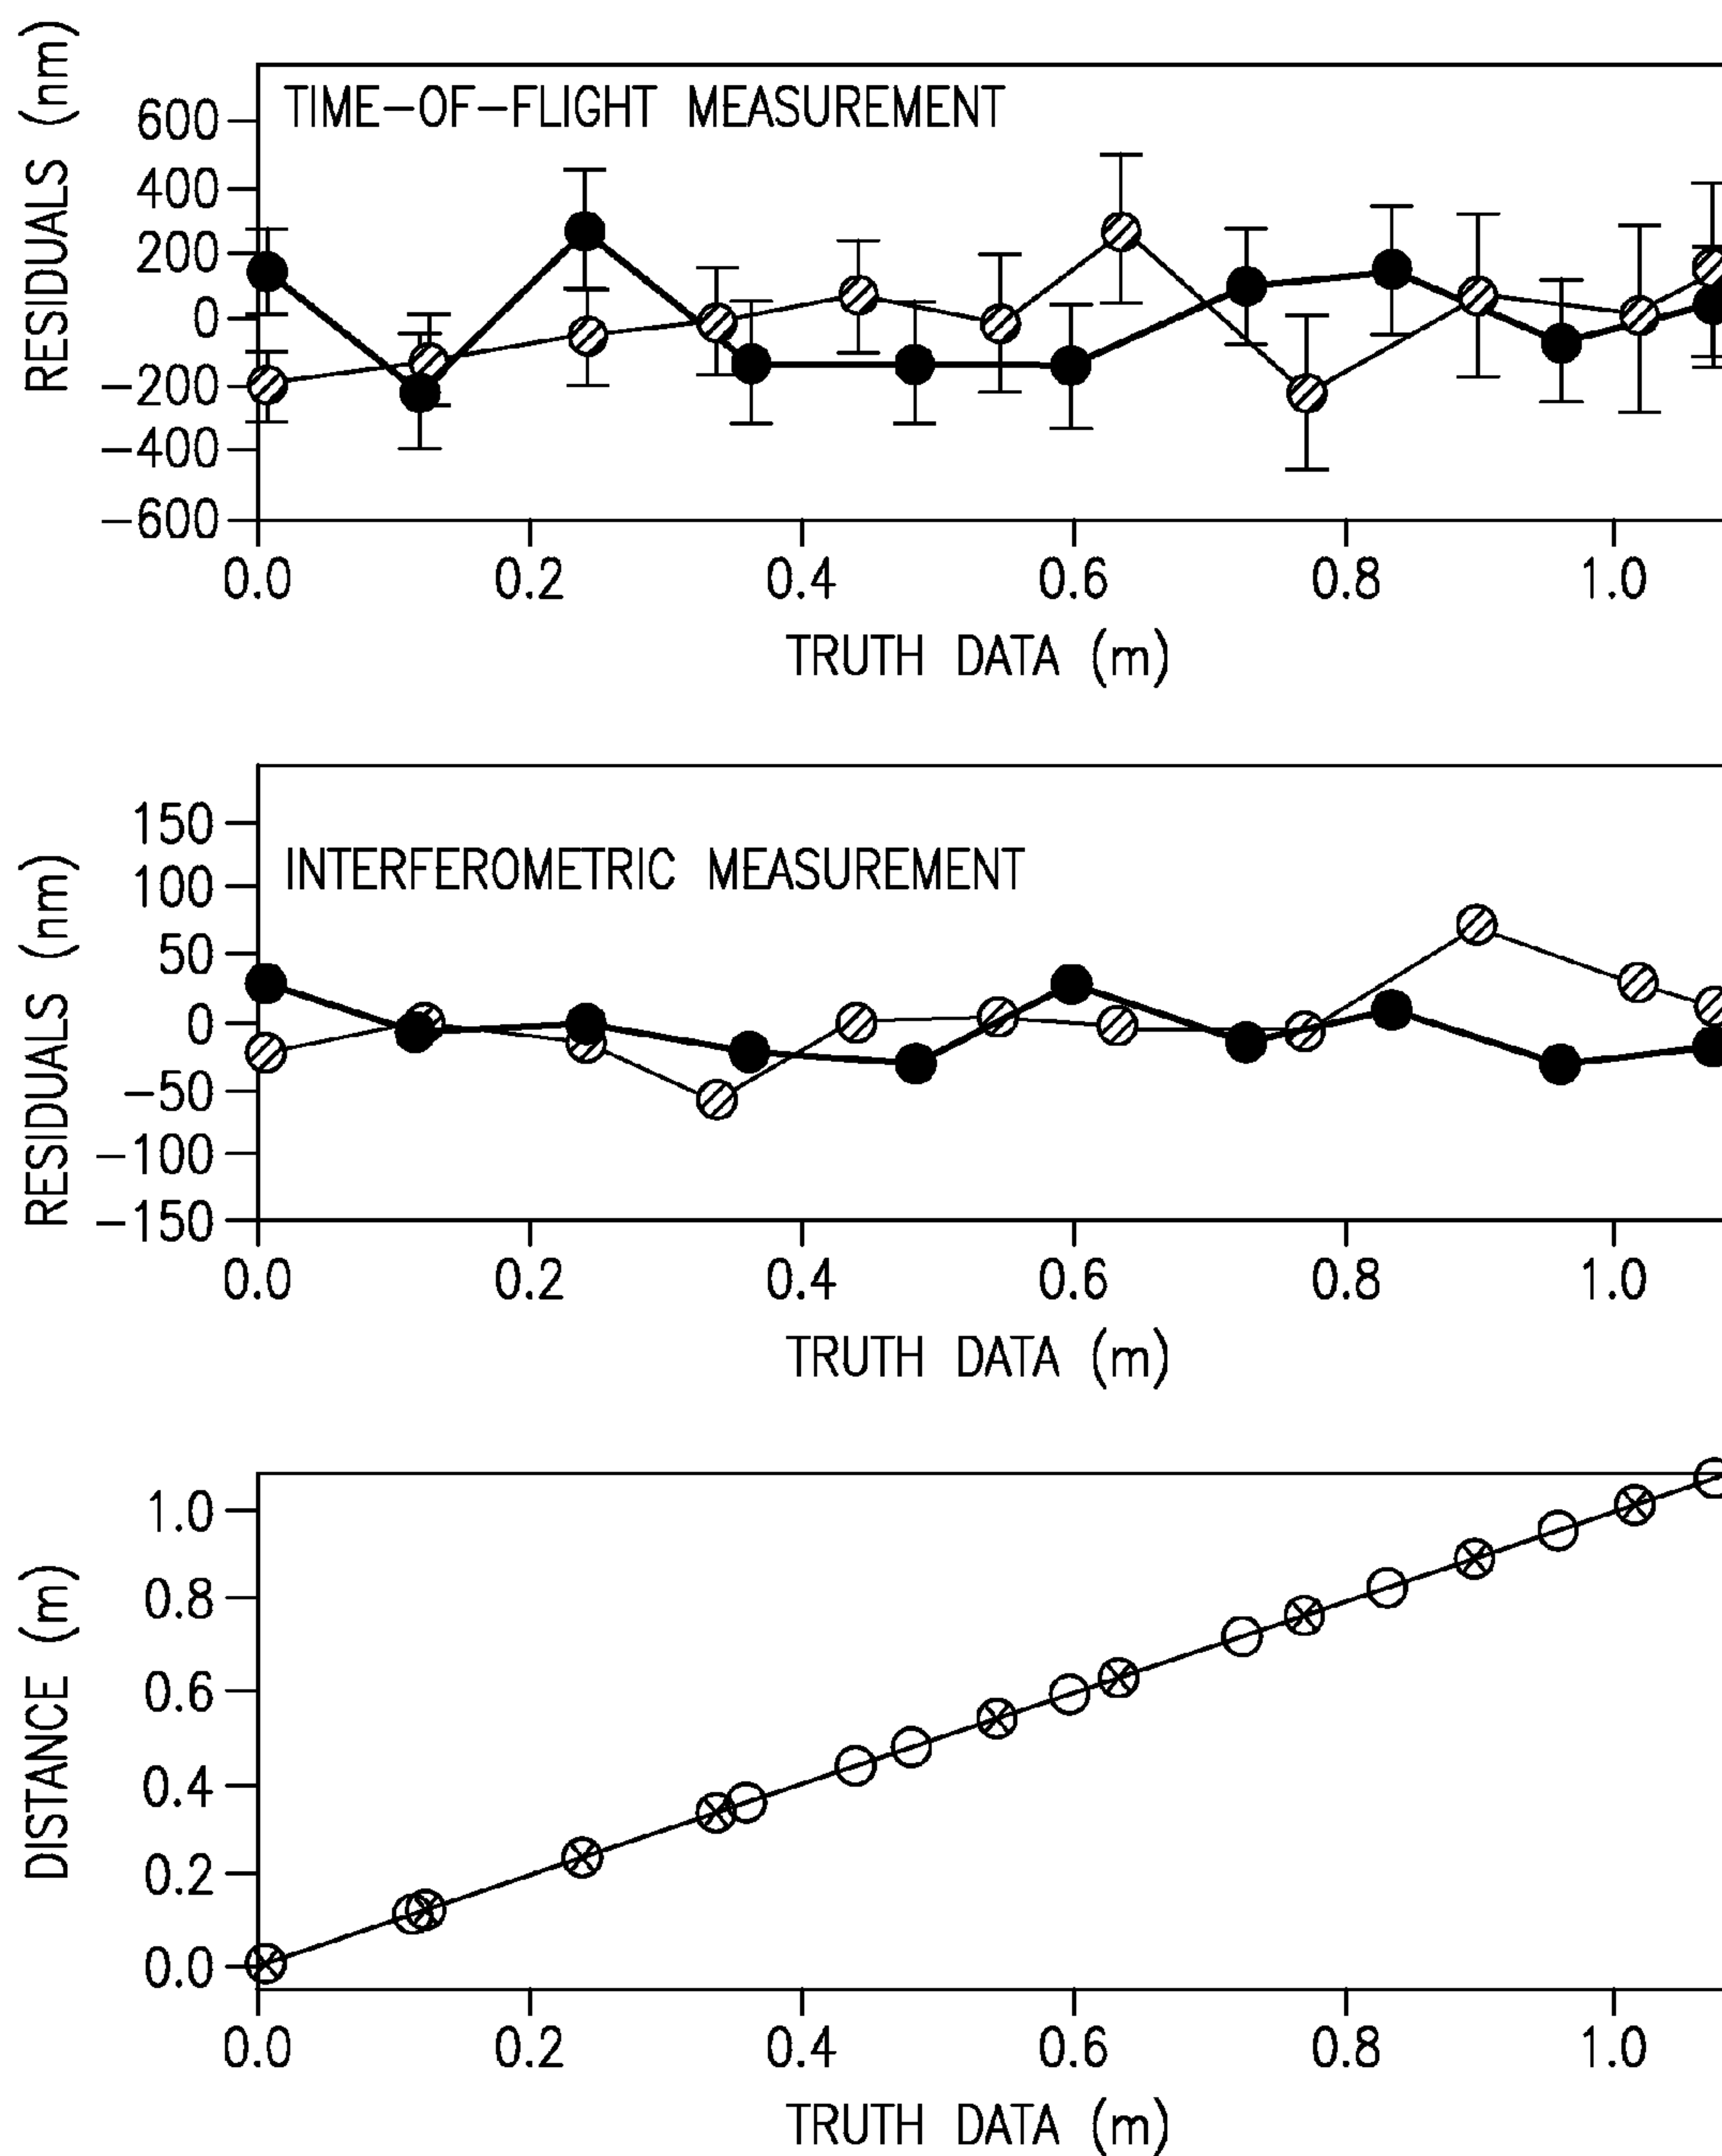 RESIDUALS (nm)
TIME-OF-FLIGHT MEASUREMENT
600
400
200
0
-200
-400
-600
0.0 0.2 0.4 0.6 0.8 1.0
TRUTH DATA (m)
RESIDUALS (nm)
150
INTERFEROMETRIC MEASUREMENT
100
50
0
-50
-100
-150
0.0 0.2 0.4 0.6 0.8 1.0
TRUTH DATA (m)
DISTANCE (m)
1.0
0.8
0.6
0.4
0.2
0.0
0.0 0.2 0.4 0.6 0.8 1.0
TRUTH DATA (m)